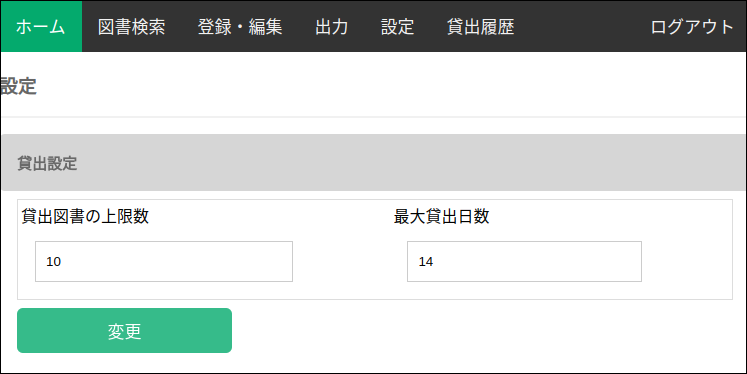 ホーム 図書検索 登録・編集 出力 設定 貸出履歴 ログアウト
設定
貸出設定
貸出図書の上限数 最大貸出日数
10 14
変更